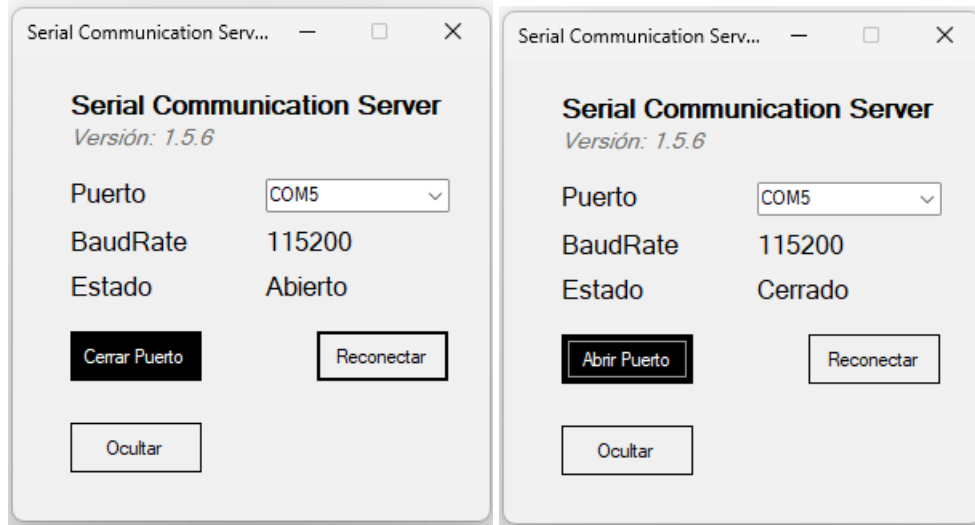 Serial Communication Serv...
Serial Communication Server
Versión: 1.5.6
Puerto COM5
BaudRate 115200
Estado Abierto
Cerrar Puerto Reconectar
Ocultar
Serial Communication Serv...
Serial Communication Server
Versión: 1.5.6
Puerto COM5
BaudRate 115200
Estado Cerrado
Abrir Puerto Reconectar
Ocultar